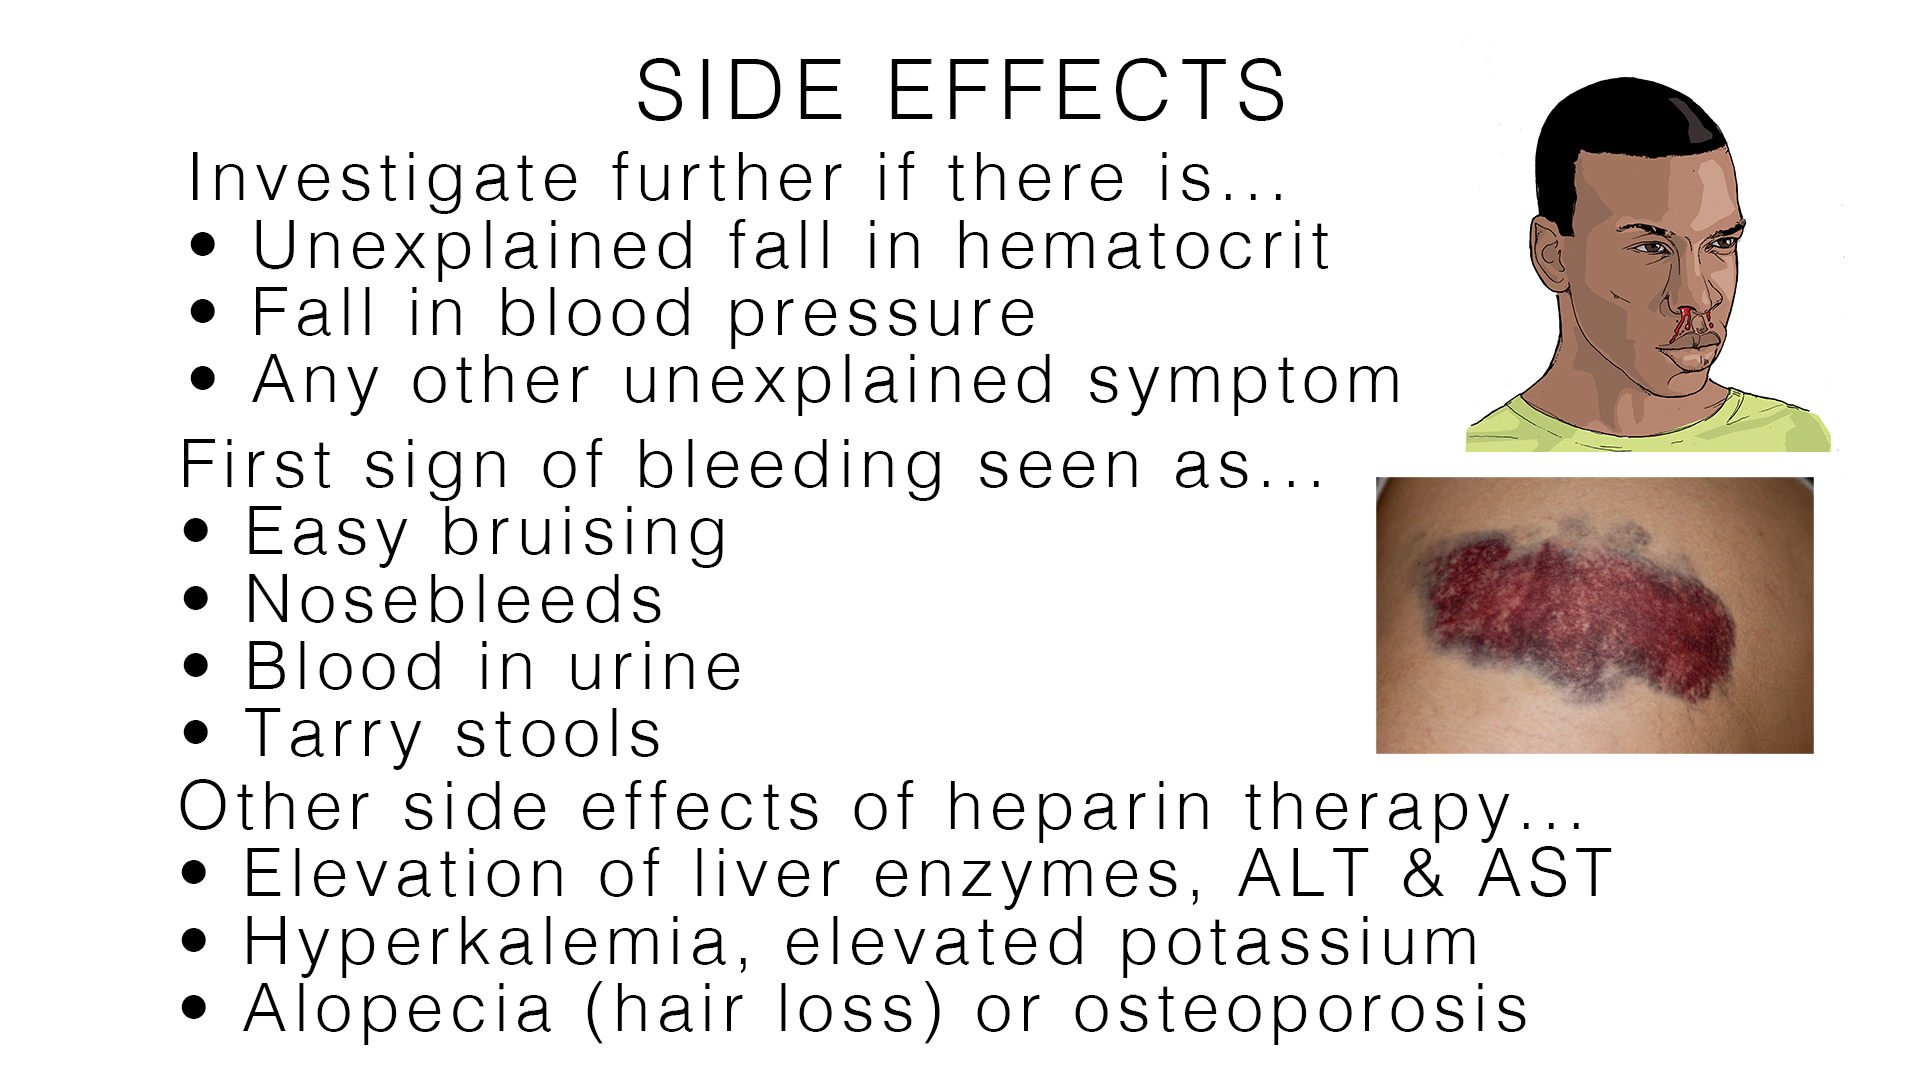 SIDE EFFECTS
Investigate further if there is...
• Unexplained fall in hematocrit
• Fall in blood pressure
• Any other unexplained symptom
First sign of bleeding seen as...
• Easy bruising
• Nosebleeds
• Blood in urine
• Tarry stools
Other side effects of heparin therapy...
• Elevation of liver enzymes, ALT & AST
• Hyperkalemia, elevated potassium
• Alopecia (hair loss) or osteoporosis